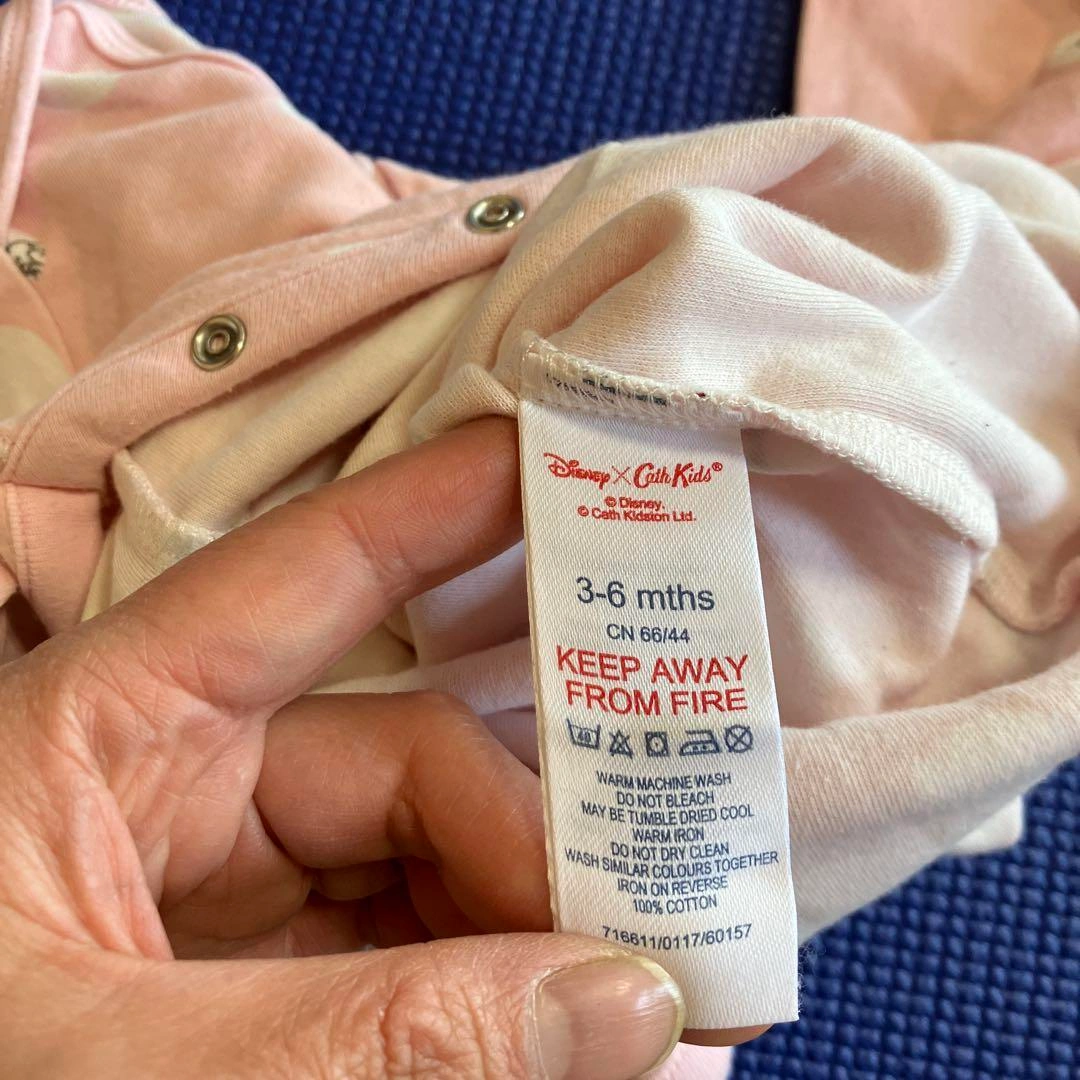 Disney X Cath Kids®
© Disney.
© Cath Kidston Ltd.
3-6 mths
CN 66/44
KEEP AWAY
FROM FIRE
40
WARM MACHINE WASH
DO NOT BLEACH
MAY BE TUMBLE DRIED COOL
WARM IRON
DO NOT DRY CLEAN
WASH SIMILAR COLOURS TOGETHER
IRON ON REVERSE
100% COTTON
716611/0117/60157